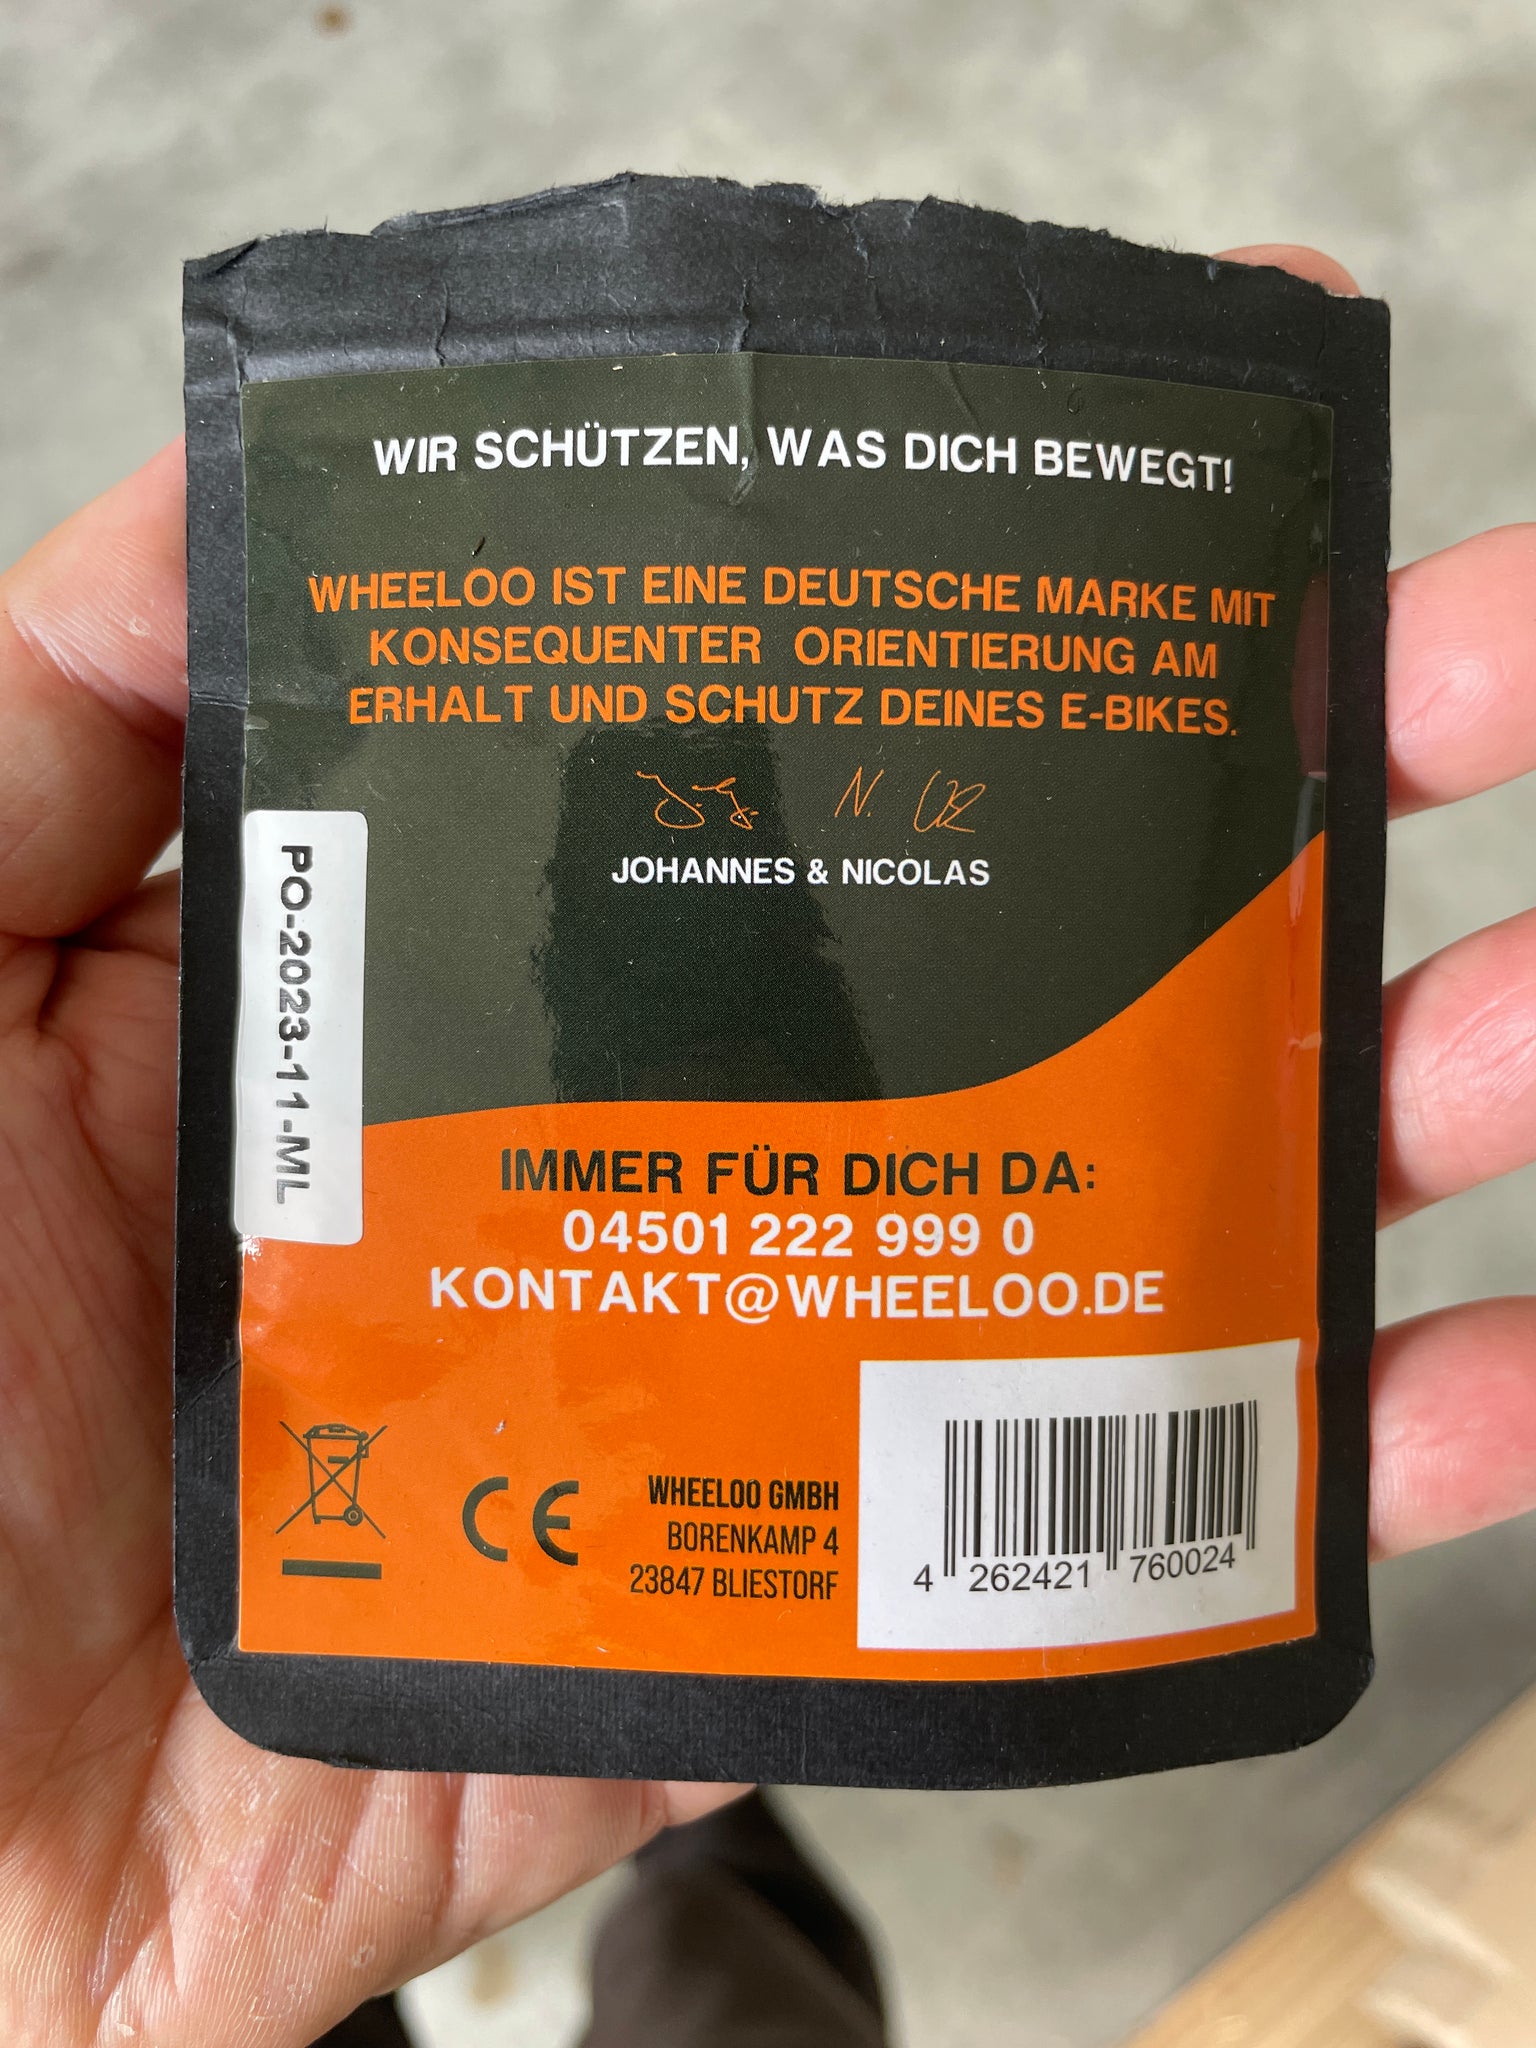 WIR SCHÜTZEN, WAS DICH BEWEGT!
WHEELOO IST EINE DEUTSCHE MARKE MIT
KONSEQUENTER ORIENTIERUNG AM
ERHALT UND SCHUTZ DEINES E-BIKES.
JOHANNES & NICOLAS
PO-2023-11-ML
IMMER FÜR DICH DA:
04501 222 999 0
KONTAKT@WHEELOO.DE
CE
WHEELOO GMBH
BORENKAMP 4
23847 BLIESTORF
4 262421 760024